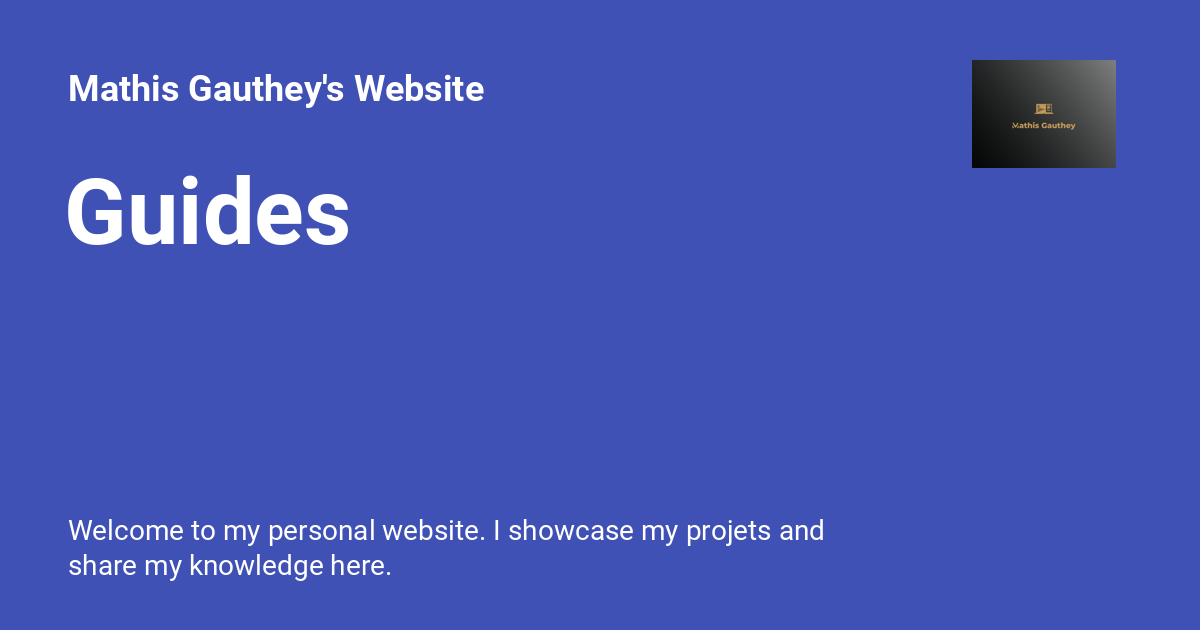 Mathis Gauthey's Website
Mathis Gauthey
Guides
Welcome to my personal website. I showcase my projets and
share my knowledge here.